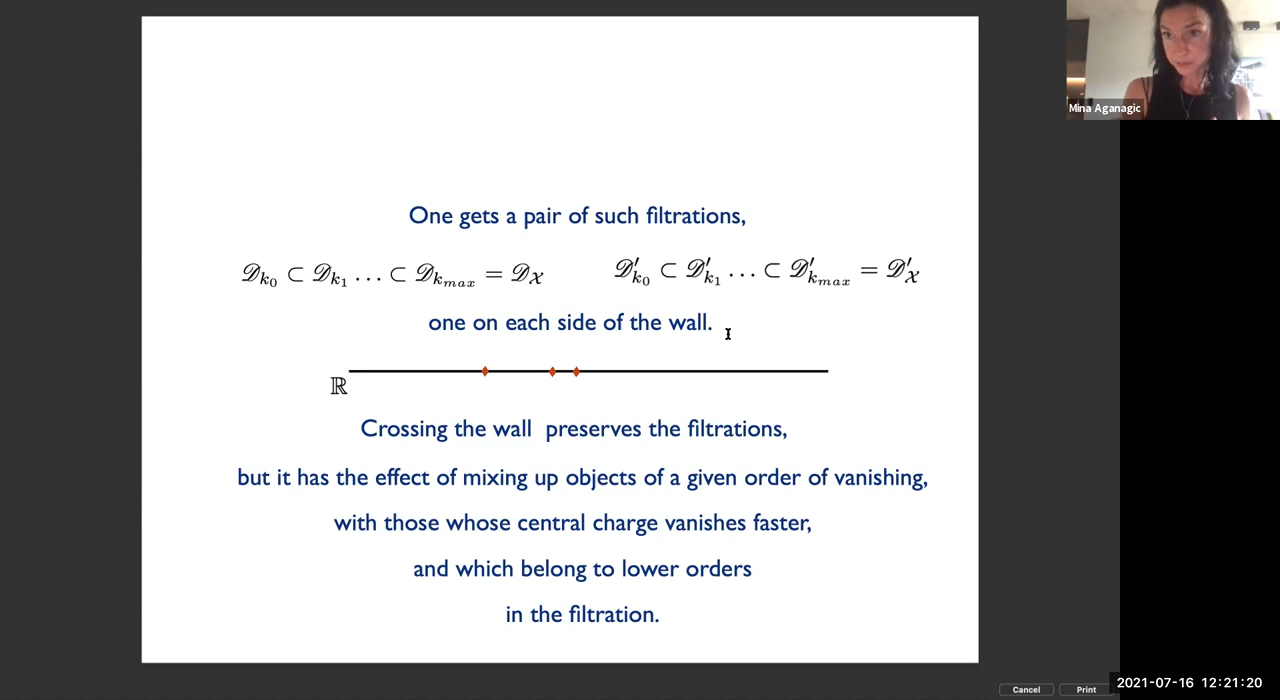 Mina Aganagic
One gets a pair of such filtrations,
𝒟_{k_0} ⊂ 𝒟_{k_1} … ⊂ 𝒟_{k_{max}} = 𝒟_𝒳    𝒟'_{k_0} ⊂ 𝒟'_{k_1} … ⊂ 𝒟'_{k_{max}} = 𝒟'_𝒳
one on each side of the wall.
ℝ
Crossing the wall preserves the filtrations,
but it has the effect of mixing up objects of a given order of vanishing,
with those whose central charge vanishes faster,
and which belong to lower orders
in the filtration.
Cancel Print
2021-07-16 12:21:20